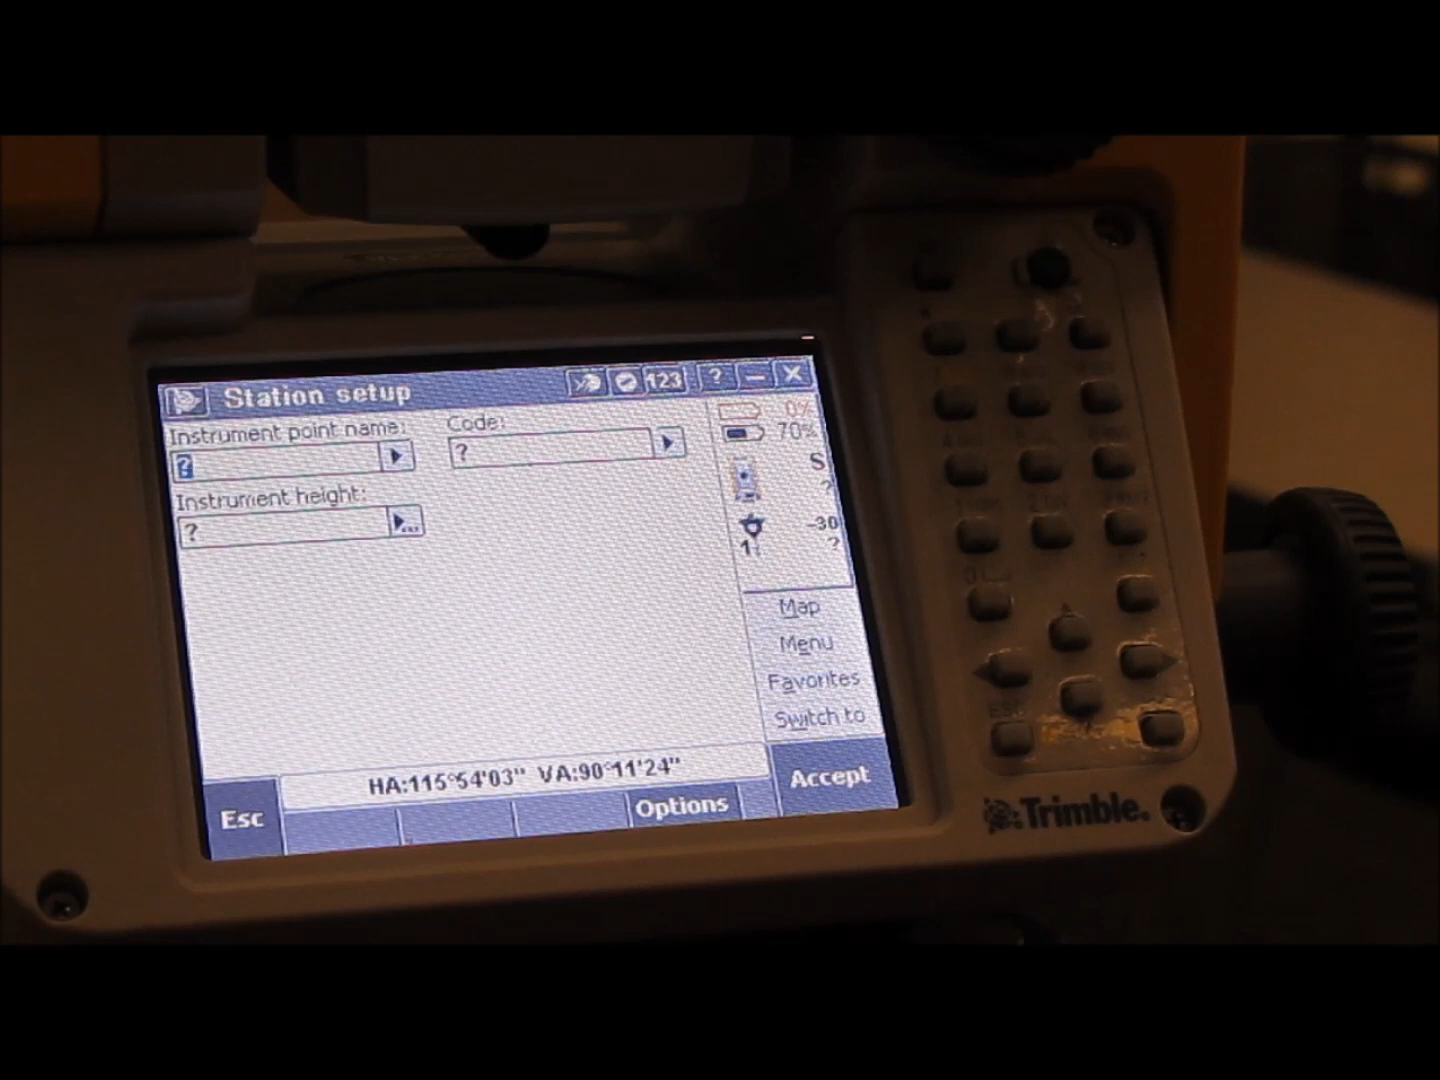 Station setup
123
?
Instrument point name:
Code:
0%
70%
?
?
S
?
Instrument height:
?
-30
1
?
Map
Menu
Favorites
Switch to
HA:115°54'03" VA:90°11'24"
Esc
Options
Accept
Trimble.